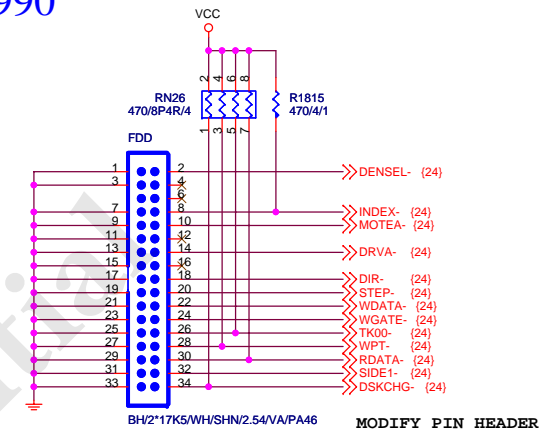 990
VCC
2 4 6 8
RN26
470/8P4R/4
R1815
470/4/1
1 3 5 7
FDD
1 2 DENSEL- {24}
3 4
6
7 8 INDEX- {24}
9 10 MOTEA- {24}
11 12
13 14 DRVA- {24}
15 16
17 18 DIR- {24}
19 20 STEP- {24}
21 22 WDATA- {24}
23 24 WGATE- {24}
25 26 TK00- {24}
27 28 WPT- {24}
29 30 RDATA- {24}
31 32 SIDE1- {24}
33 34 DSKCHG- {24}
BH/2*17K5/WH/SHN/2.54/VA/PA46
MODIFY PIN HEADER
tial